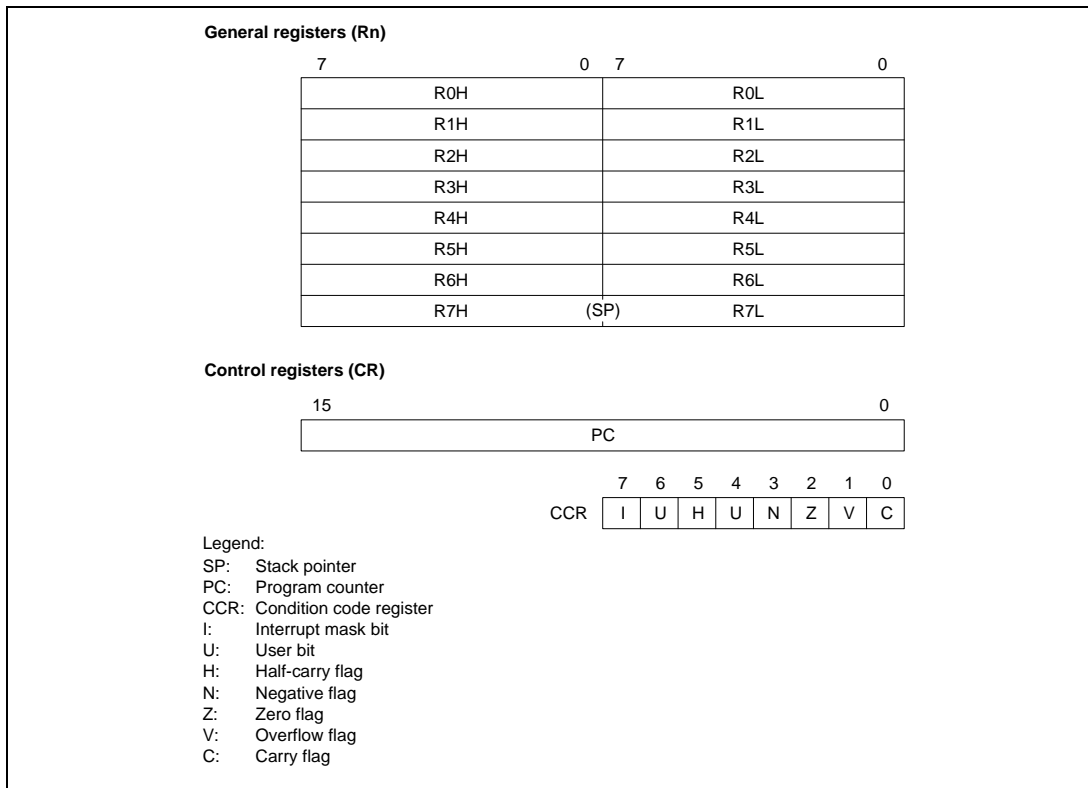 General registers (Rn)
7 0 7 0
R0H R0L
R1H R1L
R2H R2L
R3H R3L
R4H R4L
R5H R5L
R6H R6L
R7H (SP) R7L
Control registers (CR)
15 0
PC
7 6 5 4 3 2 1 0
CCR I U H U N Z V C
Legend:
SP: Stack pointer
PC: Program counter
CCR: Condition code register
I: Interrupt mask bit
U: User bit
H: Half-carry flag
N: Negative flag
Z: Zero flag
V: Overflow flag
C: Carry flag